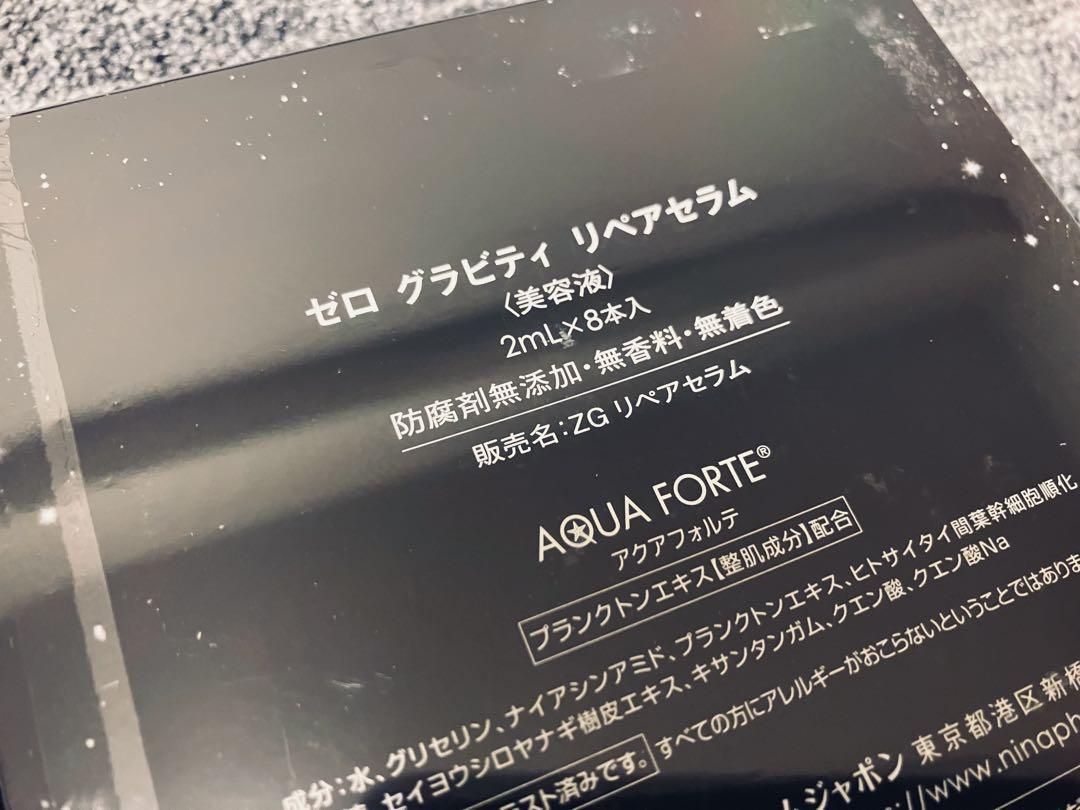 ゼロ グラビティ リペアセラム
〈美容液〉
2mL×8本入
防腐剤無添加・無香料・無着色
販売名：ZG リペアセラム
AQUA FORTE®
アクアフォルテ
プランクトンエキス【整肌成分】配合
成分：水、グリセリン、ナイアシンアミド、プランクトンエキス、ヒトサイタイ間葉幹細胞順化
セイヨウシロヤナギ樹皮エキス、キサンタンガム、クエン酸、クエン酸Na
スト済みです。 すべての方にアレルギーがおこらないということではありま
ジャポン 東京都港区新橋
://www.ninaph